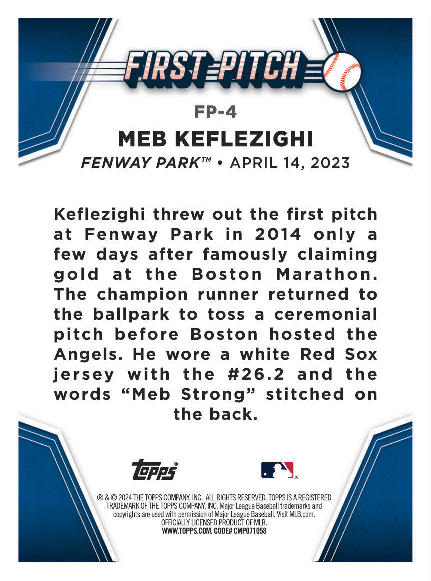 FIRST PITCH
FP-4
MEB KEFLEZIGHI
FENWAY PARK™ • APRIL 14, 2023
Keflezighi threw out the first pitch
at Fenway Park in 2014 only a
few days after famously claiming
gold at the Boston Marathon.
The champion runner returned to
the ballpark to toss a ceremonial
pitch before Boston hosted the
Angels. He wore a white Red Sox
jersey with the #26.2 and the
words “Meb Strong” stitched on
the back.
Topps
® & © 2024 THE TOPPS COMPANY, INC. ALL RIGHTS RESERVED. TOPPS IS A REGISTERED
TRADEMARK OF THE TOPPS COMPANY, INC. Major League Baseball trademarks and
copyrights are used with permission of Major League Baseball. Visit MLB.com.
OFFICIALLY LICENSED PRODUCT OF MLB.
WWW.TOPPS.COM. CODE# CMP071058